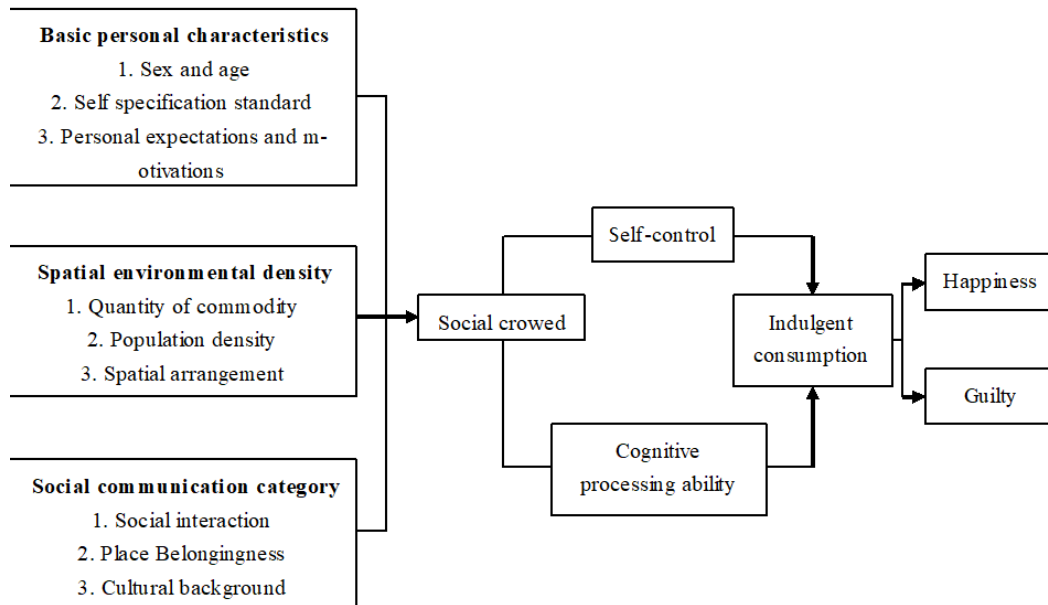 Basic personal characteristics
1. Sex and age
2. Self specification standard
3. Personal expectations and m-
otivations
Spatial environmental density
1. Quantity of commodity
2. Population density
3. Spatial arrangement
Social communication category
1. Social interaction
2. Place Belongingness
3. Cultural background
Social crowed
Self-control
Cognitive
processing ability
Indulgent
consumption
Happiness
Guilty